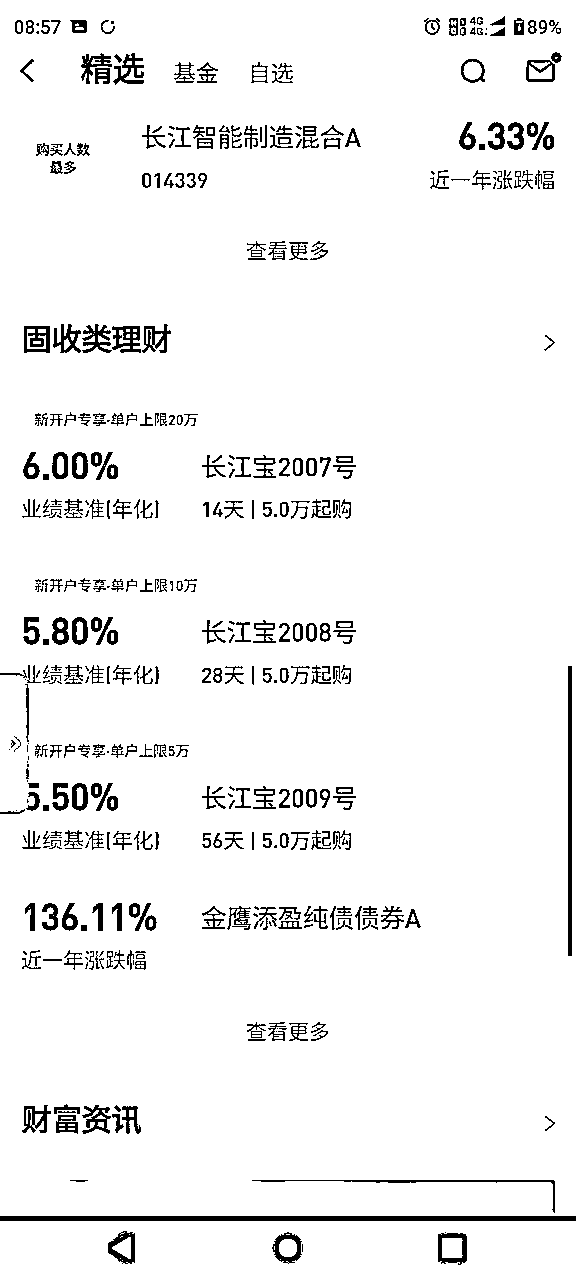 08:57 4G 4G 89%
精选 基金 自选
购买人数
最多
长江智能制造混合A 6.33%
014339 近一年涨跌幅
查看更多
固收类理财
新开户专享·单户上限20万
6.00% 长江宝2007号
业绩基准(年化) 14天 | 5.0万起购
新开户专享·单户上限10万
5.80% 长江宝2008号
业绩基准(年化) 28天 | 5.0万起购
新开户专享·单户上限5万
5.50% 长江宝2009号
业绩基准(年化) 56天 | 5.0万起购
136.11% 金鹰添盈纯债债券A
近一年涨跌幅
查看更多
财富资讯